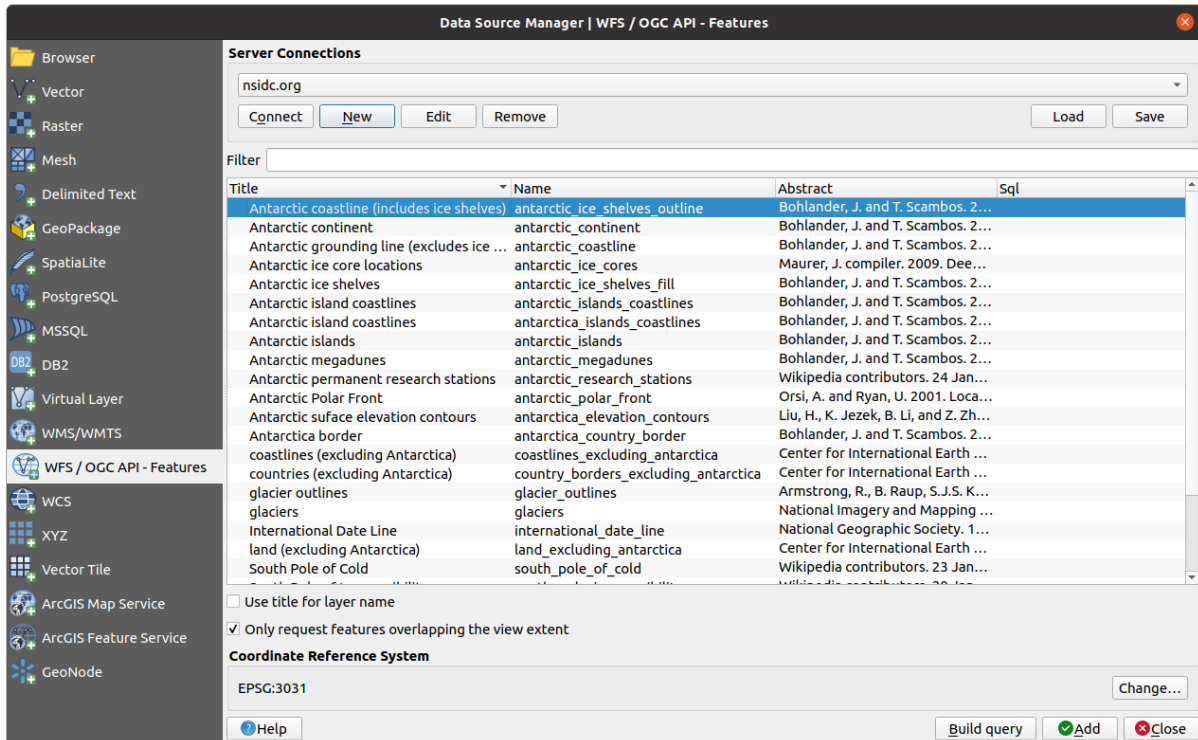 Data Source Manager | WFS / OGC API - Features
Browser
Vector
Raster
Mesh
Delimited Text
GeoPackage
SpatiaLite
PostgreSQL
MSSQL
DB2
DB2
Virtual Layer
WMS/WMTS
WFS / OGC API - Features
WCS
XYZ
Vector Tile
ArcGIS Map Service
ArcGIS Feature Service
GeoNode
Server Connections
nsidc.org
Connect New Edit Remove Load Save
Filter
Title Name Abstract Sql
Antarctic coastline (includes ice shelves) antarctic_ice_shelves_outline Bohlander, J. and T. Scambos. 2...
Antarctic continent antarctic_continent Bohlander, J. and T. Scambos. 2...
Antarctic grounding line (excludes ice ... antarctic_coastline Bohlander, J. and T. Scambos. 2...
Antarctic ice core locations antarctic_ice_cores Maurer, J. compiler. 2009. Dee...
Antarctic ice shelves antarctic_ice_shelves_fill Bohlander, J. and T. Scambos. 2...
Antarctic island coastlines antarctic_islands_coastlines Bohlander, J. and T. Scambos. 2...
Antarctic island coastlines antarctica_islands_coastlines Bohlander, J. and T. Scambos. 2...
Antarctic islands antarctic_islands Bohlander, J. and T. Scambos. 2...
Antarctic megadunes antarctic_megadunes Bohlander, J. and T. Scambos. 2...
Antarctic permanent research stations antarctic_research_stations Wikipedia contributors. 24 Jan...
Antarctic Polar Front antarctic_polar_front Orsi, A. and Ryan, U. 2001. Loca...
Antarctic suface elevation contours antarctica_elevation_contours Liu, H., K. Jezek, B. Li, and Z. Zh...
Antarctica border antarctica_country_border Bohlander, J. and T. Scambos. 2...
coastlines (excluding Antarctica) coastlines_excluding_antarctica Center for International Earth ...
countries (excluding Antarctica) country_borders_excluding_antarctica Center for International Earth ...
glacier outlines glacier_outlines Armstrong, R., B. Raup, S.J.S. K...
glaciers glaciers National Imagery and Mapping ...
International Date Line international_date_line National Geographic Society. 1...
land (excluding Antarctica) land_excluding_antarctica Center for International Earth ...
South Pole of Cold south_pole_of_cold Wikipedia contributors. 23 Jan...
Use title for layer name
Only request features overlapping the view extent
Coordinate Reference System
EPSG:3031
Change...
Help Build query Add Close